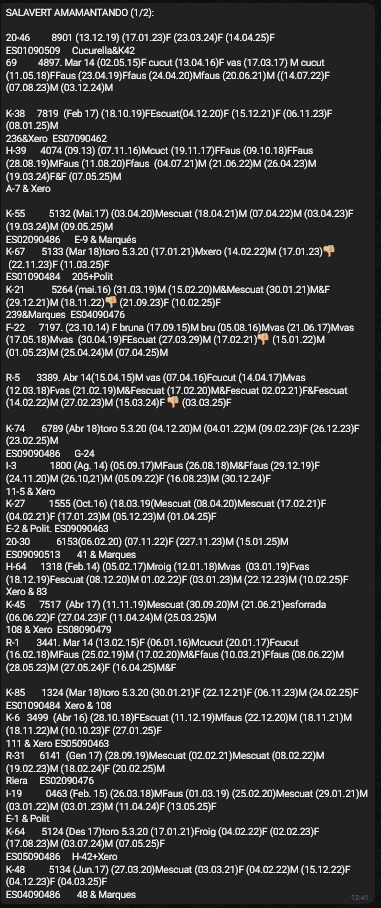 SALAVERT AMAMANTANDO (1/2):
20-46 8901 (13.12.19) (17.01.23)F (23.03.24)F (14.04.25)F
ES01090509 Cucurella&K42
69 4897. Mar 14 (02.05.15)F cucut (13.04.16)F vas (17.03.17) M cucut
(11.05.18)FFaus (23.04.19)Ffaus (24.04.20)Mfaus (20.06.21)M ((14.07.22)F
(07.08.23)M (03.12.24)M
K-38 7819 (Feb 17) (18.10.19)FEscuat(04.12.20)F (15.12.21)F (06.11.23)F
(08.01.25)M
236&Xero ES07090462
H-39 4074 (09.13) (07.11.16)Mcuct (19.11.17)FFaus (09.10.18)FFaus
(28.08.19)MFaus (11.08.20)Ffaus (04.07.21)M (21.06.22)M (26.04.23)M
(19.03.24)F&F (07.05.25)M
A-7 & Xero
K-55 5132 (Mai.17) (03.04.20)Mescuat (18.04.21)M (07.04.22)M (03.04.23)F
(19.03.24)M (09.05.25)M
ES02090486 E-9 & Marqués
K-67 5133 (Mar 18)toro 5.3.20 (17.01.21)Mxero (14.02.22)M (17.01.23)👎
(22.11.23)F (11.03.25)F
ES01090484 205+Polit
K-21 5264 (mai.16) (31.03.19)M (15.02.20)M&Mescuat (30.01.21)M&F
(29.12.21)M (18.11.22)👎 (21.09.23)F (10.02.25)F
239&Marques ES04090476
F-22 7197. (23.10.14) F bruna (17.09.15)M bru (05.08.16)Mvas (21.06.17)Mvas
(17.05.18)Mvas (30.04.19)FEscuat (27.03.29)M (17.02.21)👎 (15.01.22)M
(01.05.23)M (25.04.24)M (07.04.25)M
R-5 3389. Abr 14(15.04.15)M vas (07.04.16)Fcucut (14.04.17)Mvas
(12.03.18)Fvas (21.02.19)M&Fescuat (17.02.20)M&Fescuat 02.02.21)F&Fescuat
(14.02.22)M (27.02.23)M (15.03.24)F 👎 (03.03.25)F
K-74 6789 (Abr 18)toro 5.3.20 (04.12.20)M (04.01.22)M (09.02.23)F (26.12.23)F
(23.02.25)M
ES09090486 G-24
I-3 1800 (Ag. 14) (05.09.17)MFaus (26.08.18)M&Ffaus (29.12.19)F
(24.11.20)M (26.10,21)M (05.09.22)F (16.08.23)M (30.12.24)F
11-5 & Xero
K-27 1555 (Oct.16) (18.03.19(Mescuat (08.04.20)Mescuat (17.02.21)F
(04.02.21)F (17.01.23)M (05.12.23)M (01.04.25)F
E-2 & Polit. ES09090463
20-30 6153(06.02.20) (07.11.22)F (227.11.23)M (15.01.25)M
ES09090513 41 & Marques
H-64 1318 (Feb.14) (05.02.17)Mroig (12.01.18)Mvas (03.01.19)Fvas
(18.12.19)Fescuat (08.12.20)M 01.02.22)F (03.01.23)M (22.12.23)M (10.02.25)F
Xero & 83
K-45 7517 (Abr 17) (11.11.19)Mescuat (30.09.20)M (21.06.21)esforrada
(06.06.22)F (27.04.23)F (11.04.24)M (25.03.25)M
108 & Xero ES08090479
R-1 3441. Mar 14 (13.02.15)F (06.01.16)Mcucut (20.01.17)Fcucut
(16.02.18)MFaus (25.02.19)M (17.02.20)M&Ffaus (10.03.21)Ffaus (08.06.22)M
(28.05.23)M (27.05.24)F (16.04.25)M&F
K-85 1324 (Mar 18)toro 5.3.20 (30.01.21)F (22.12.21)F (06.11.23)M (24.02.25)F
ES01090484 Xero & 108
K-6 3499 (Abr 16) (28.10.18)FEscuat (11.12.19)Mfaus (22.12.20)M (18.11.21)M
(18.11.22)M (10.10.23)F (27.01.25)F
111 & Xero ES05090463
R-31 6141 (Gen 17) (28.09.19)Mescuat (02.02.21)Mescuat (08.02.22)M
(19.02.23)M (18.02.24)F (20.02.25)M
Riera ES02090476
I-19 0463 (Feb. 15) (26.03.18)MFaus (01.03.19) (25.02.20)Mescuat (29.01.21)M
(03.01.22)M (03.01.23)M (11.04.24)F (13.05.25)F
E-1 & Polit
K-64 5124 (Des 17)toro 5.3.20 (17.01.21)Froig (04.02.22)F (02.02.23)F
(17.08.23)M (03.07.24)M (07.05.25)M
ES05090486 H-42+Xero
K-48 5134 (Jun.17) (27.03.20)Mescuat (03.03.21)F (04.02.22)M (15.12.22)F
(04.12.23)F (04.03.25)F
ES04090486 48 & Marques
13:41